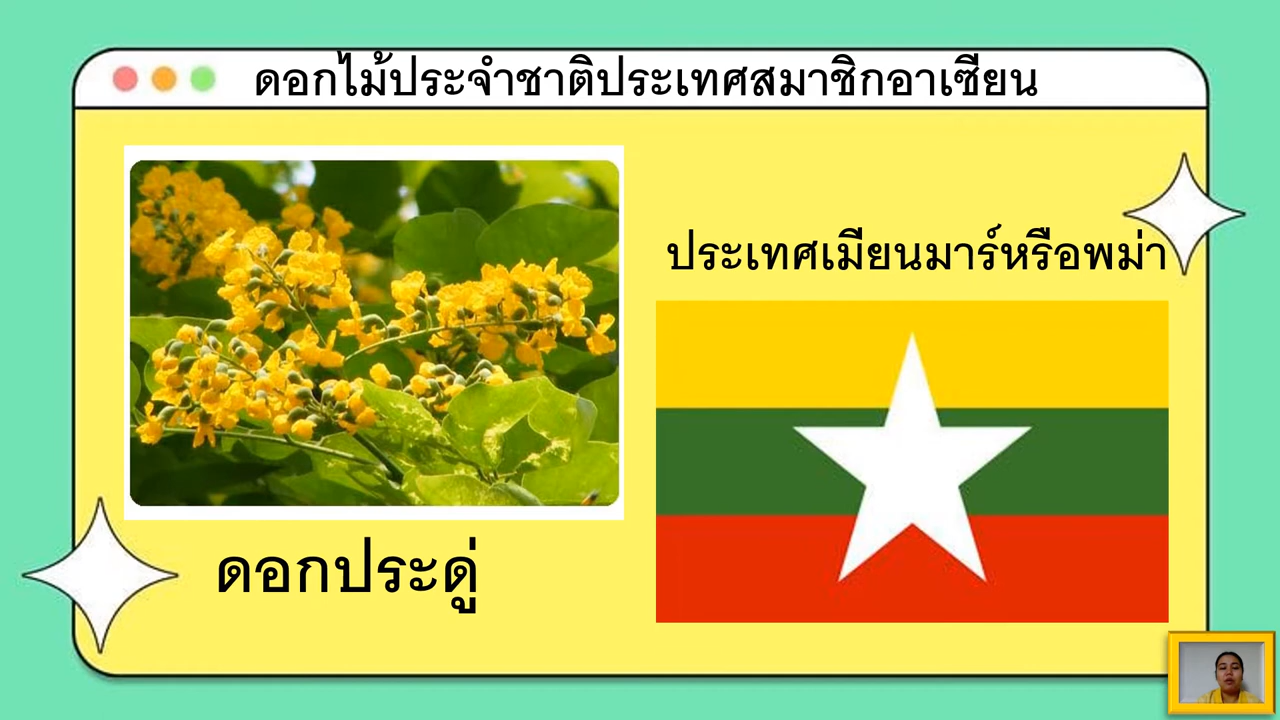 ดอกไม้ประจำชาติประเทศสมาชิกอาเซียน
ประเทศเมียนมาร์หรือพม่า
ดอกประดู่